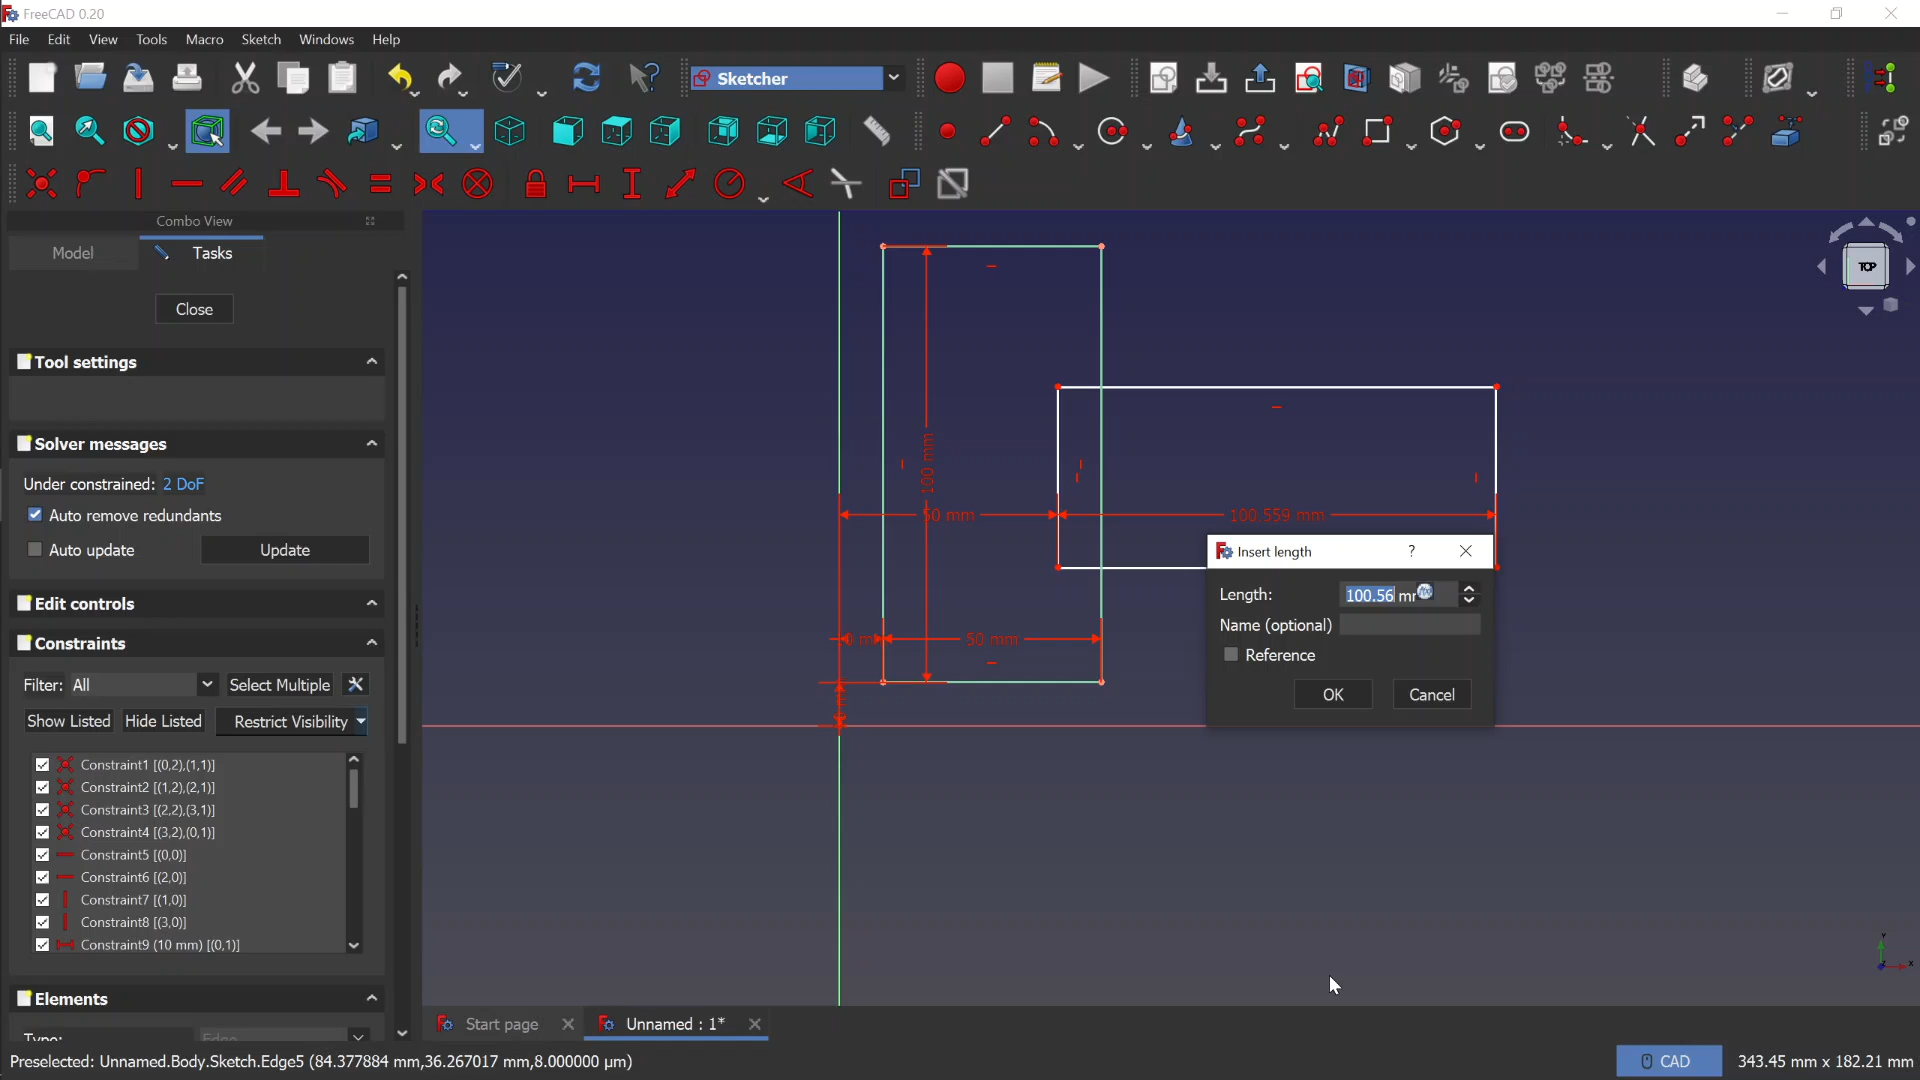 FreeCAD 0.20
File Edit View Tools Macro Sketch Windows Help
Sketcher
Combo View
Model Tasks
Close
Tool settings
Solver messages
Under constrained: 2 DoF
Auto remove redundants
Auto update Update
Edit controls
Constraints
Filter: All Select Multiple
Show Listed Hide Listed Restrict Visibility
Constraint1 [(0,2),(1,1)]
Constraint2 [(1,2),(2,1)]
Constraint3 [(2,2),(3,1)]
Constraint4 [(3,2),(0,1)]
Constraint5 [(0,0)]
Constraint6 [(2,0)]
Constraint7 [(1,0)]
Constraint8 [(3,0)]
Constraint9 (10 mm) [(0,1)]
Elements
Type: Edge
TOP
100 mm
50 mm
100.559 mm
50 mm
Insert length ?
Length: 100.56
Name (optional)
Reference
OK Cancel
Y
X
Start page Unnamed : 1*
Preselected: Unnamed.Body.Sketch.Edge5 (84.377884 mm,36.267017 mm,8.000000 µm)
CAD 343.45 mm x 182.21 mm